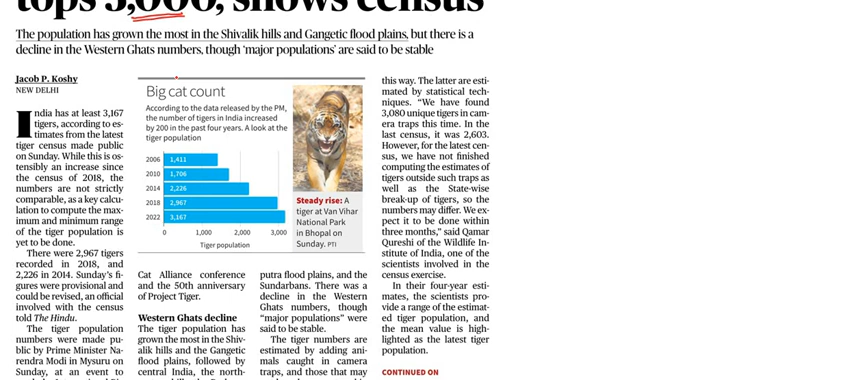 tops 3,000, shows census
The population has grown the most in the Shivalik hills and Gangetic flood plains, but there is a
decline in the Western Ghats numbers, though ‘major populations’ are said to be stable
Jacob P. Koshy
NEW DELHI
India has at least 3,167
tigers, according to es-
timates from the latest
tiger census made public
on Sunday. While this is os-
tensibly an increase since
the census of 2018, the
numbers are not strictly
comparable, as a key calcu-
lation to compute the max-
imum and minimum range
of the tiger population is
yet to be done.
There were 2,967 tigers
recorded in 2018, and
2,226 in 2014. Sunday’s fi-
gures were provisional and
could be revised, an official
involved with the census
told The Hindu.
The tiger population
numbers were made pu-
blic by Prime Minister Na-
rendra Modi in Mysuru on
Sunday, at an event to
Big cat count
According to the data released by the PM,
the number of tigers in India increased
by 200 in the past four years. A look at the
tiger population
2006 1,411
2010 1,706
2014 2,226
2018 2,967
2022 3,167
0 1,000 2,000 3,000
Tiger population
Steady rise: A
tiger at Van Vihar
National Park
in Bhopal on
Sunday. PTI
Cat Alliance conference
and the 50th anniversary
of Project Tiger.
Western Ghats decline
The tiger population has
grown the most in the Shiv-
alik hills and the Gangetic
flood plains, followed by
central India, the north-
putra flood plains, and the
Sundarbans. There was a
decline in the Western
Ghats numbers, though
“major populations” were
said to be stable.
The tiger numbers are
estimated by adding ani-
mals caught in camera
traps, and those that may
this way. The latter are esti-
mated by statistical tech-
niques. “We have found
3,080 unique tigers in cam-
era traps this time. In the
last census, it was 2,603.
However, for the latest cen-
sus, we have not finished
computing the estimates of
tigers outside such traps as
well as the State-wise
break-up of tigers, so the
numbers may differ. We ex-
pect it to be done within
three months,” said Qamar
Qureshi of the Wildlife In-
stitute of India, one of the
scientists involved in the
census exercise.
In their four-year esti-
mates, the scientists pro-
vide a range of the estimat-
ed tiger population, and
the mean value is high-
lighted as the latest tiger
population.
CONTINUED ON